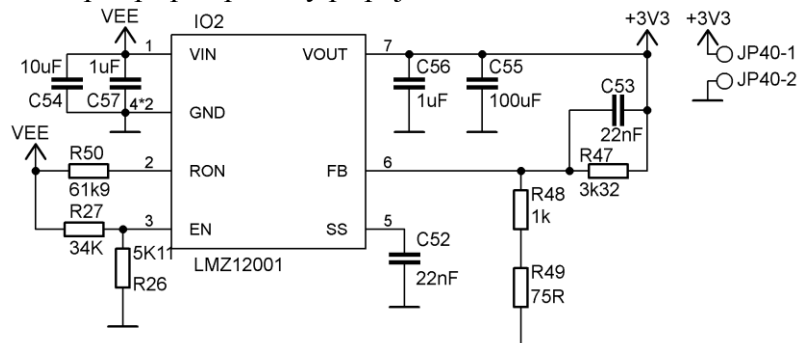 IO2
VEE
+3V3
+3V3
1
VIN
VOUT
7
JP40-1
10uF
1uF
C56
C55
C53
JP40-2
C54
C57
4*2
GND
1uF
100uF
22nF
VEE
R50
2
RON
FB
6
R47
61k9
3k32
R27
3
EN
SS
5
R48
1k
34K
5K11
R26
LMZ12001
C52
22nF
R49
75R